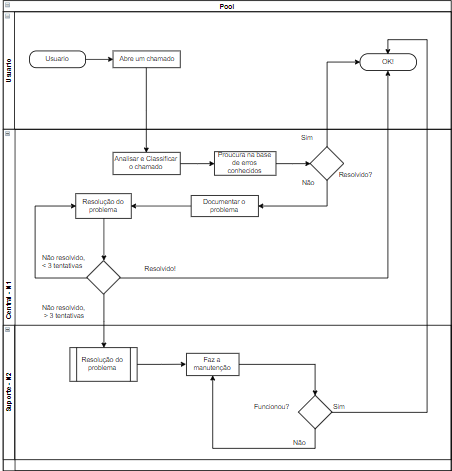 Pool
Usuario
Usuario
Abre um chamado
OK!
Central - N1
Analisar e Classificar
o chamado
Proucura na base
de erros
conhecidos
Sim
Resolvido?
Não
Resolução do
problema
Documentar o
problema
Não resolvido,
< 3 tentativas
Resolvido!
Não resolvido,
> 3 tentativas
Suporte - N2
Resolução do
problema
Faz a
manutenção
Funcionou?
Sim
Não